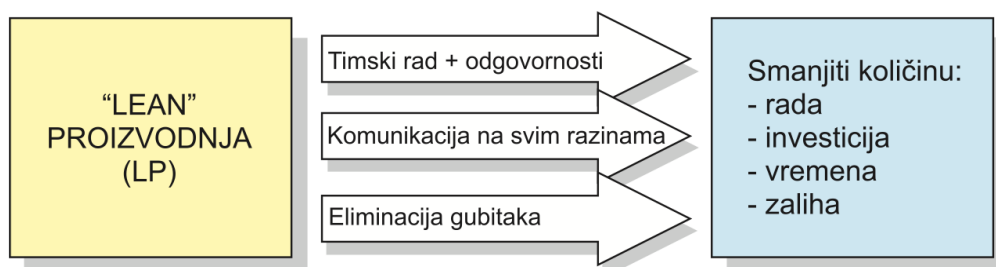 “LEAN”
PROIZVODNJA
(LP)
Timski rad + odgovornosti
Komunikacija na svim razinama
Eliminacija gubitaka
Smanjiti količinu:
- rada
- investicija
- vremena
- zaliha